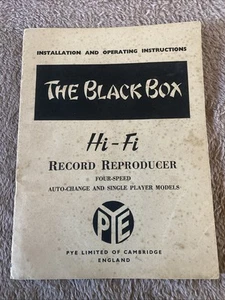 INSTALLATION AND OPERATING INSTRUCTIONS
THE BLACK BOX
Hi-Fi
RECORD REPRODUCER
FOUR-SPEED
AUTO-CHANGE AND SINGLE PLAYER MODELS
PYE
PYE LIMITED OF CAMBRIDGE
ENGLAND